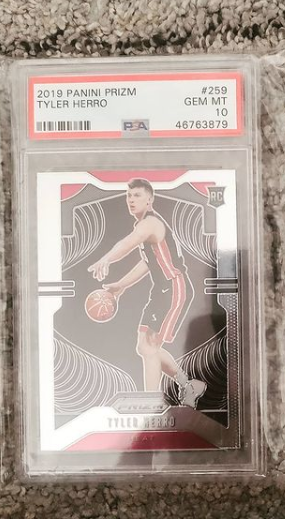 2019 PANINI PRIZM #259
TYLER HERRO GEM MT
10
PSA 46763879
RC
PRIZM
TYLER HERRO
HEAT